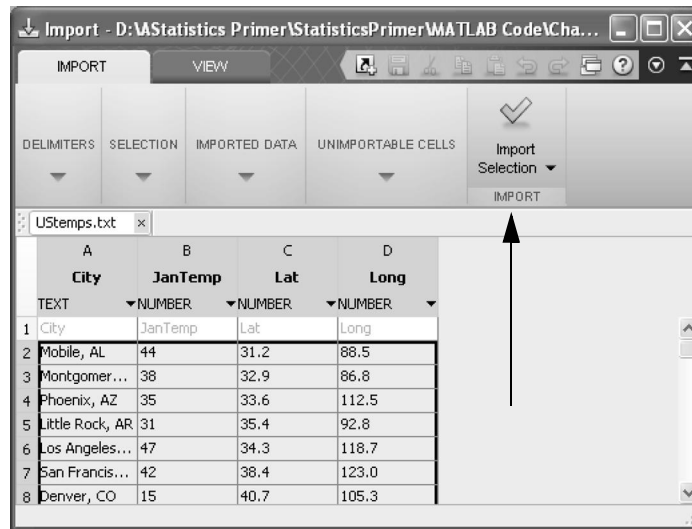 Import - D:\AStatistics Primer\StatisticsPrimer\MATLAB Code\Cha...
IMPORT VIEW
DELIMITERS SELECTION IMPORTED DATA UNIMPORTABLE CELLS Import Selection
IMPORT
UStemps.txt
A B C D
City JanTemp Lat Long
TEXT NUMBER NUMBER NUMBER
1 City JanTemp Lat Long
2 Mobile, AL 44 31.2 88.5
3 Montgomer... 38 32.9 86.8
4 Phoenix, AZ 35 33.6 112.5
5 Little Rock, AR 31 35.4 92.8
6 Los Angeles... 47 34.3 118.7
7 San Francis... 42 38.4 123.0
8 Denver, CO 15 40.7 105.3